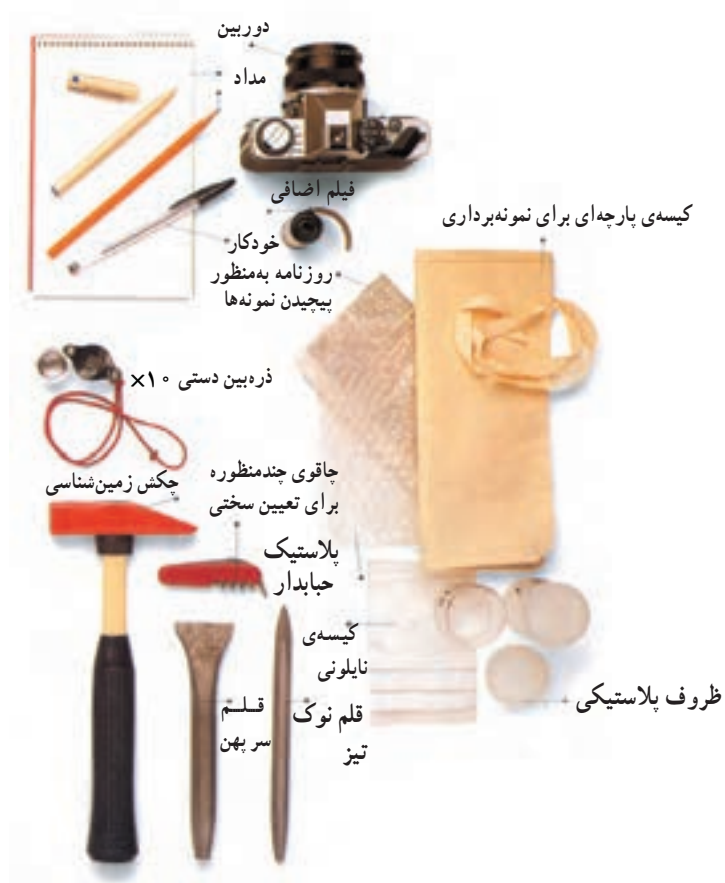 دوربین
مداد
فیلم اضافی
کیسه‌ی پارچه‌ای برای نمونه‌برداری
خودکار
روزنامه به‌منظور
پیچیدن نمونه‌ها
ذره‌بین دستی ۱۰×
چاقوی چندمنظوره
برای تعیین سختی
چکش زمین‌شناسی
پلاستیک
حبابدار
کیسه‌ی
نایلونی
ظروف پلاستیکی
قلم نوک
تیز
قلم
سر پهن